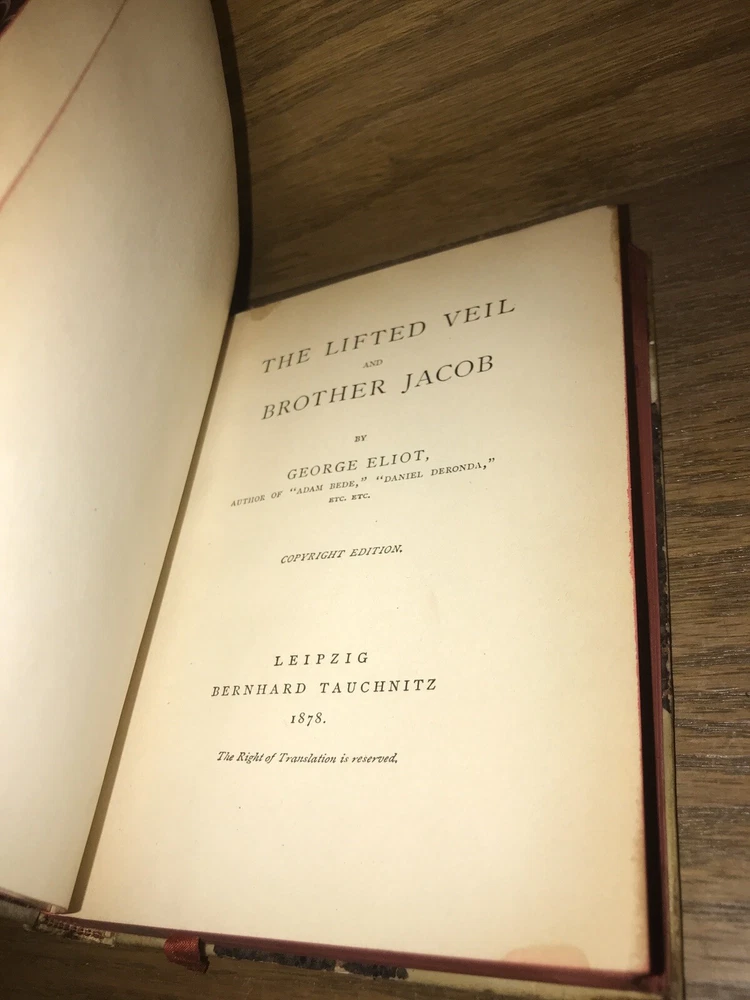 THE LIFTED VEIL
AND
BROTHER JACOB
BY
GEORGE ELIOT,
AUTHOR OF "ADAM BEDE," "DANIEL DERONDA,"
ETC. ETC.
COPYRIGHT EDITION.
LEIPZIG
BERNHARD TAUCHNITZ
1878.
The Right of Translation is reserved.